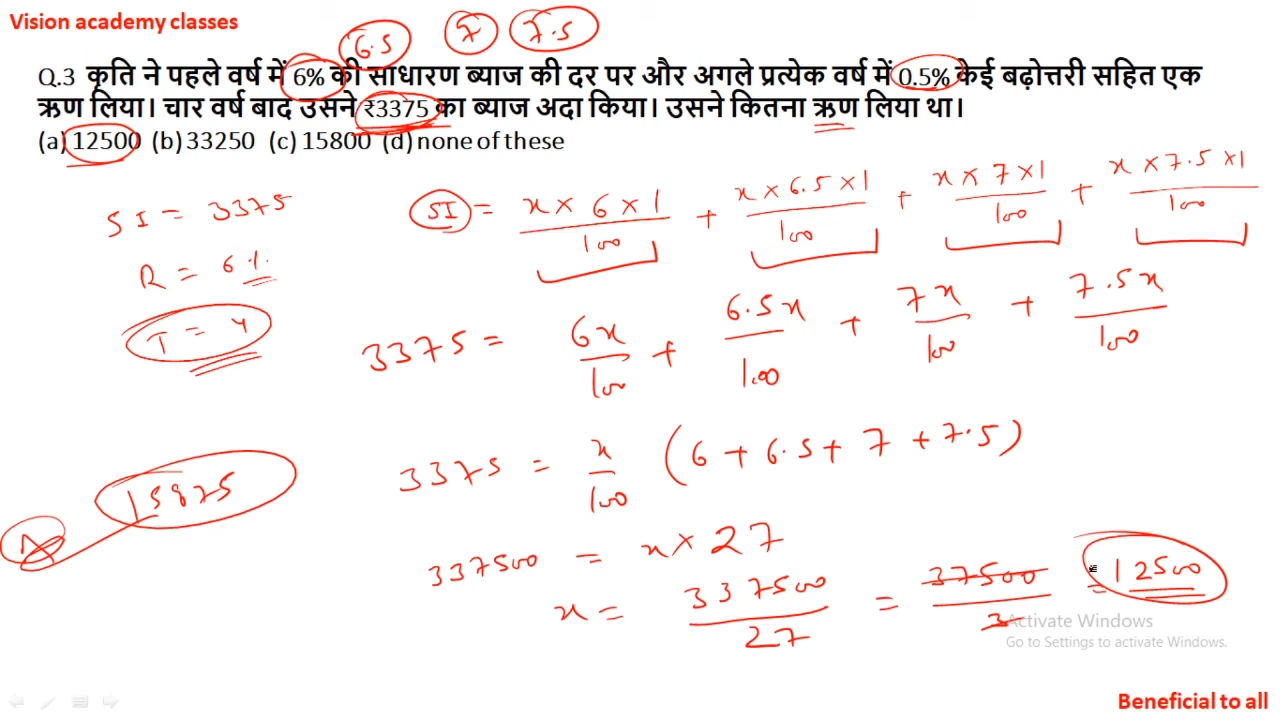 Vision academy classes
6.5 7 7.5
Q.3 कृति ने पहले वर्ष में 6% की साधारण ब्याज की दर पर और अगले प्रत्येक वर्ष में 0.5% केई बढ़ोत्तरी सहित एक
ऋण लिया। चार वर्ष बाद उसने ₹3375 का ब्याज अदा किया। उसने कितना ऋण लिया था।
(a) 12500 (b) 33250 (c) 15800 (d) none of these
SI = 3375
R = 6%
T = 4
SI = x × 6 × 1 / 100 + x × 6.5 × 1 / 100 + x × 7 × 1 / 100 + x × 7.5 × 1 / 100
3375 = 6x / 100 + 6.5x / 100 + 7x / 100 + 7.5x / 100
3375 = x / 100 (6 + 6.5 + 7 + 7.5)
15875
337500 = x × 27
x = 337500 / 27 = 37500 / 3 = 12500
Activate Windows
Go to Settings to activate Windows.
Beneficial to all